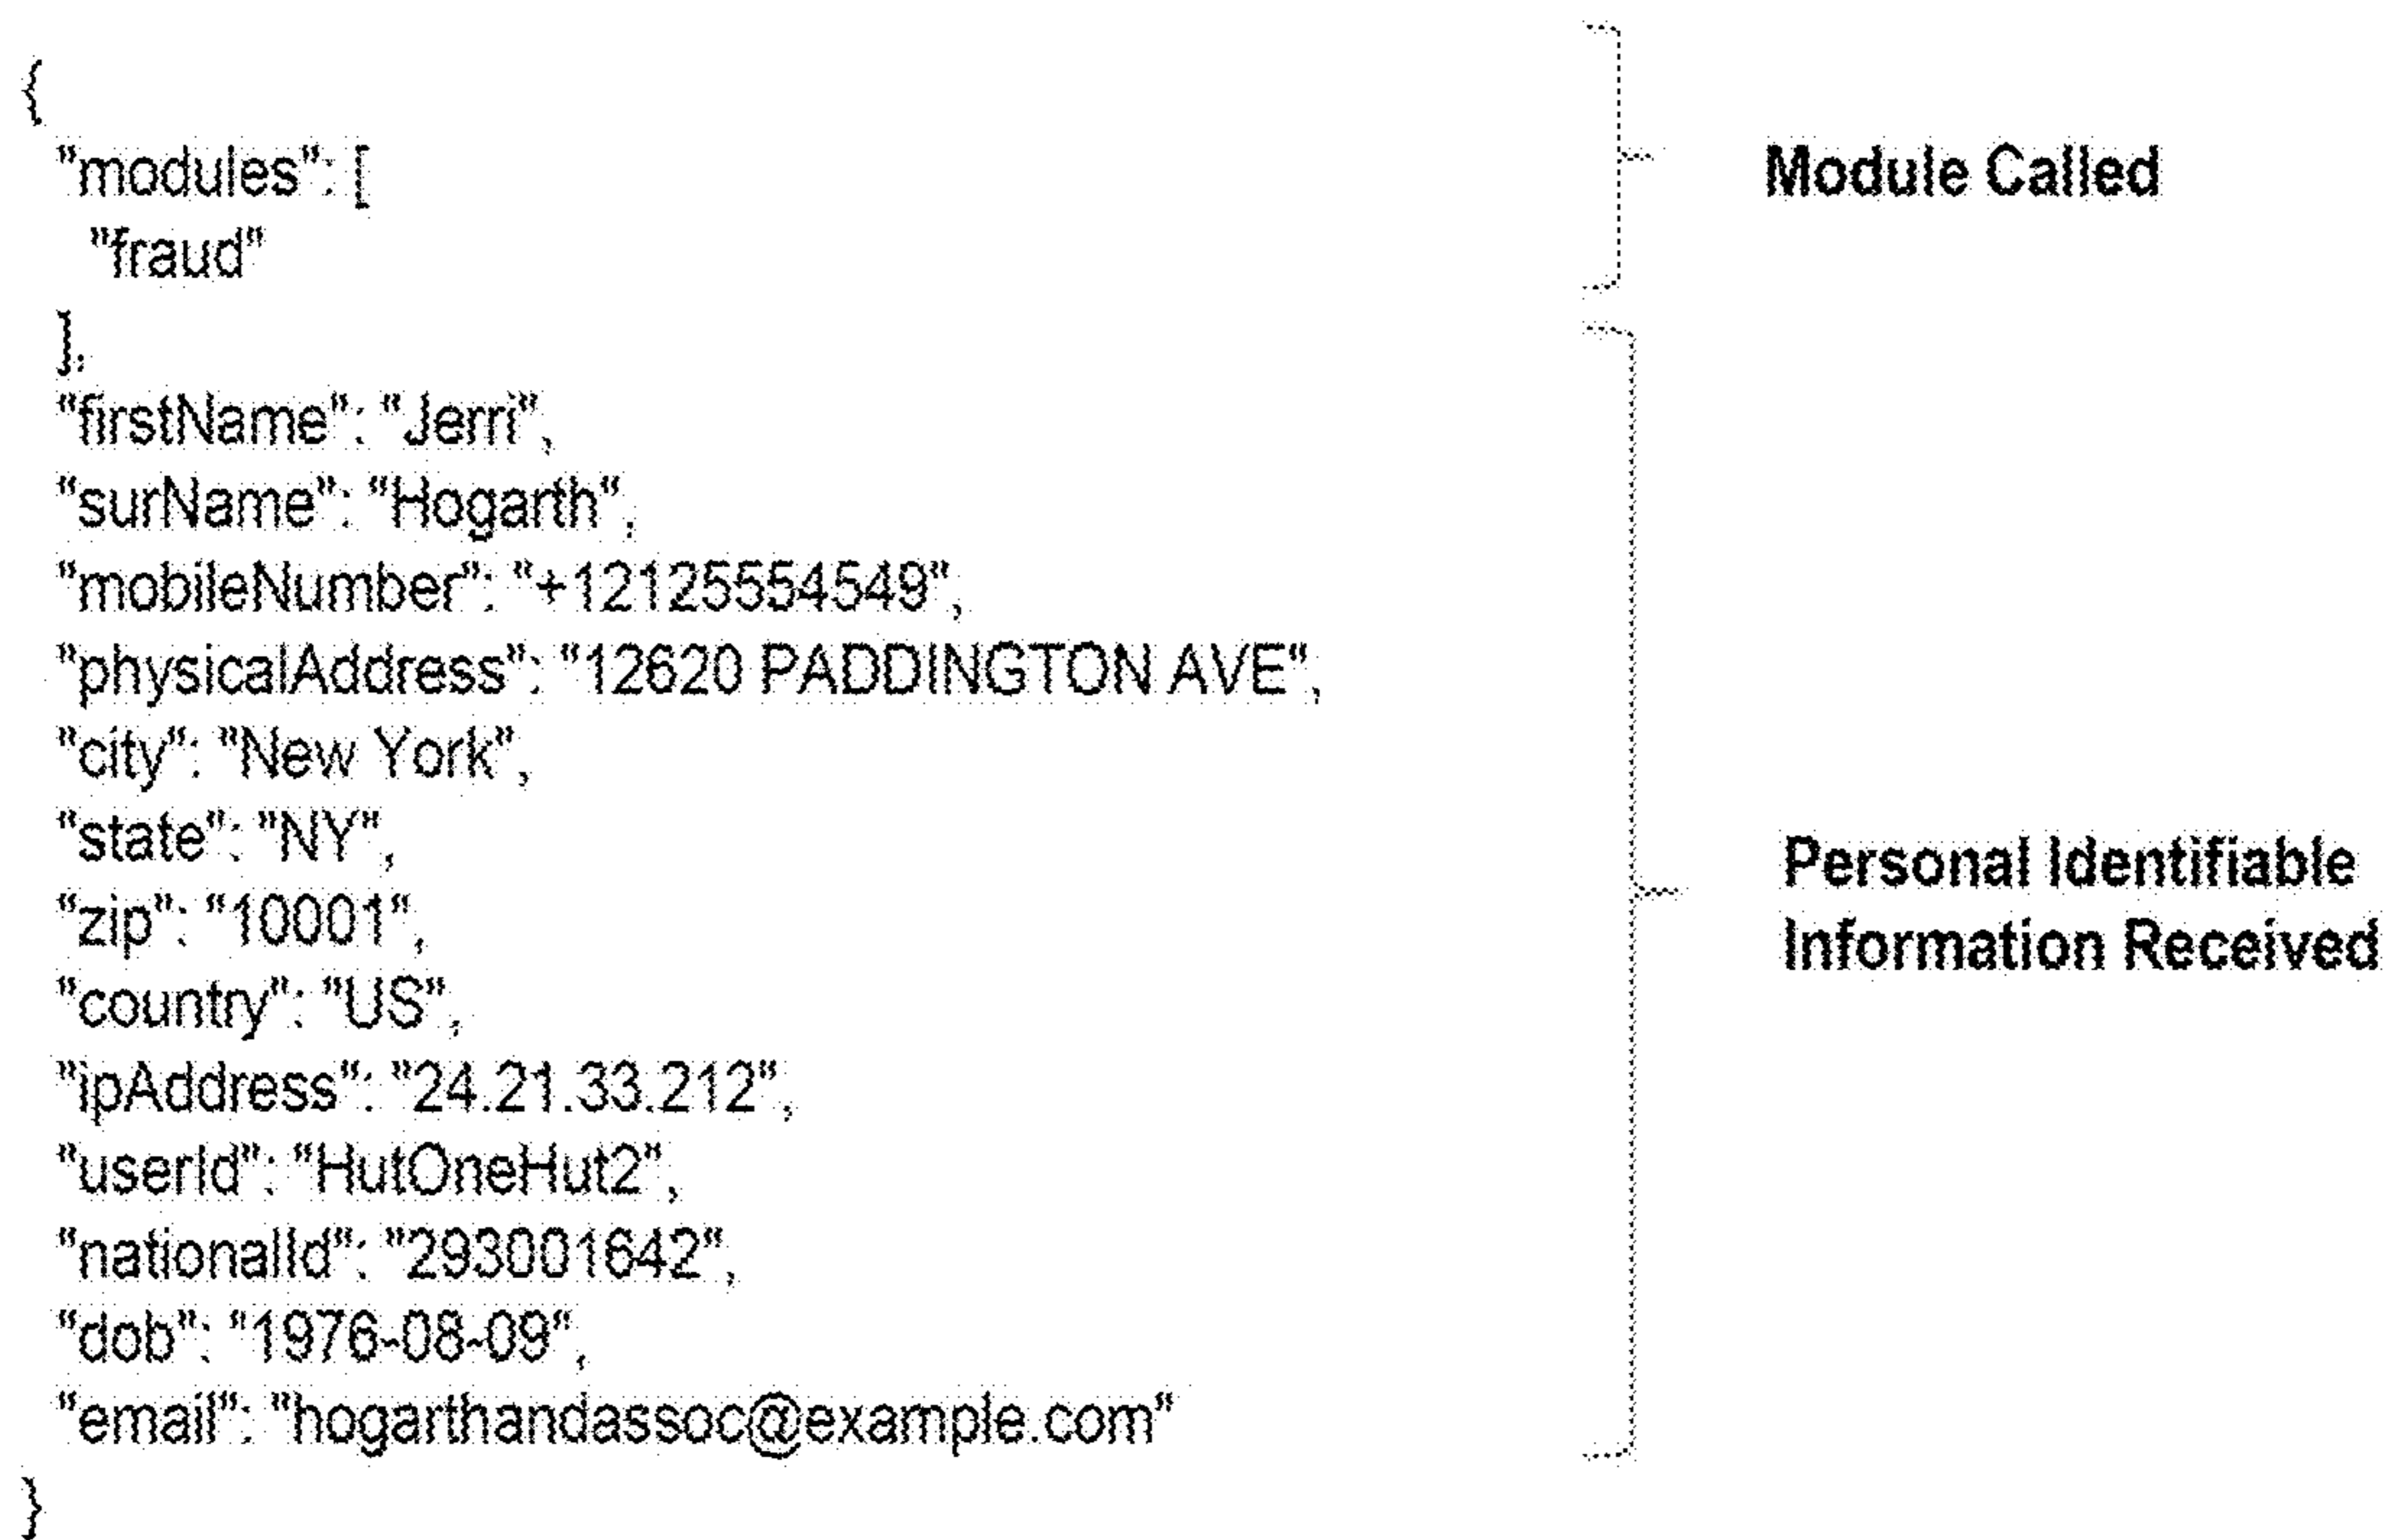 {
"modules": [
"fraud"
],
"firstName": "Jerri",
"surName": "Hogarth",
"mobileNumber": "+12125554549",
"physicalAddress": "12620 PADDINGTON AVE",
"city": "New York",
"state": "NY",
"zip": "10001",
"country": "US",
"ipAddress": "24.21.33.212",
"userId": "HutOneHut2",
"nationalId": "293001642",
"dob": "1976-08-09",
"email": "hogarthandassoc@example.com"
}
Module Called
Personal Identifiable
Information Received